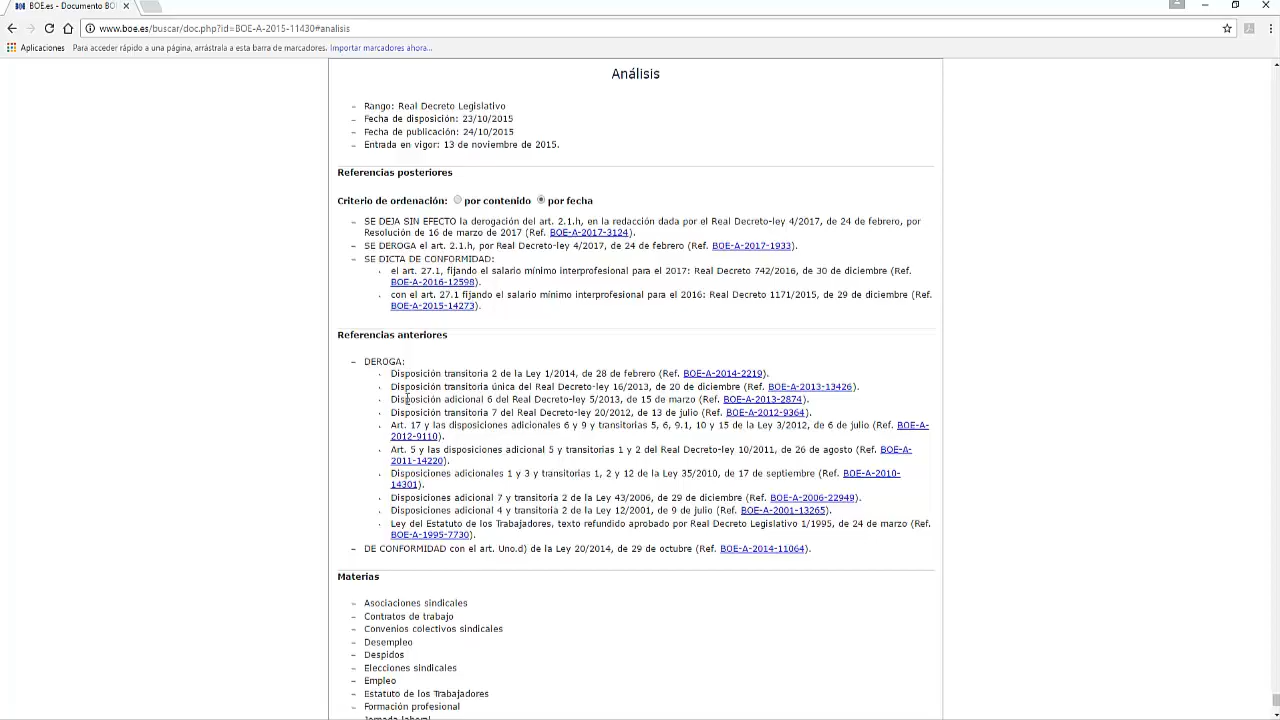 BOE.es - Documento BO
www.boe.es/buscar/doc.php?id=BOE-A-2015-11430#analisis
Aplicaciones Para acceder rápido a una página, arrástrala a esta barra de marcadores. Importar marcadores ahora...
Análisis
– Rango: Real Decreto Legislativo
– Fecha de disposición: 23/10/2015
– Fecha de publicación: 24/10/2015
– Entrada en vigor: 13 de noviembre de 2015.
Referencias posteriores
Criterio de ordenación: por contenido por fecha
– SE DEJA SIN EFECTO la derogación del art. 2.1.h, en la redacción dada por el Real Decreto-ley 4/2017, de 24 de febrero, por
Resolución de 16 de marzo de 2017 (Ref. BOE-A-2017-3124).
– SE DEROGA el art. 2.1.h, por Real Decreto-ley 4/2017, de 24 de febrero (Ref. BOE-A-2017-1933).
– SE DICTA DE CONFORMIDAD:
el art. 27.1, fijando el salario mínimo interprofesional para el 2017: Real Decreto 742/2016, de 30 de diciembre (Ref.
BOE-A-2016-12598).
con el art. 27.1 fijando el salario mínimo interprofesional para el 2016: Real Decreto 1171/2015, de 29 de diciembre (Ref.
BOE-A-2015-14273).
Referencias anteriores
– DEROGA:
Disposición transitoria 2 de la Ley 1/2014, de 28 de febrero (Ref. BOE-A-2014-2219).
Disposición transitoria única del Real Decreto-ley 16/2013, de 20 de diciembre (Ref. BOE-A-2013-13426).
Disposición adicional 6 del Real Decreto-ley 5/2013, de 15 de marzo (Ref. BOE-A-2013-2874).
Disposición transitoria 7 del Real Decreto-ley 20/2012, de 13 de julio (Ref. BOE-A-2012-9364).
Art. 17 y las disposiciones adicionales 6 y 9 y transitorias 5, 6, 9.1, 10 y 15 de la Ley 3/2012, de 6 de julio (Ref. BOE-A-
2012-9110).
Art. 5 y las disposiciones adicionales 5 y transitorias 1 y 2 del Real Decreto-ley 10/2011, de 26 de agosto (Ref. BOE-A-
2011-14220).
Disposiciones adicionales 1 y 3 y transitorias 1, 2 y 12 de la Ley 35/2010, de 17 de septiembre (Ref. BOE-A-2010-
14301).
Disposiciones adicional 7 y transitoria 2 de la Ley 43/2006, de 29 de diciembre (Ref. BOE-A-2006-22949).
Disposiciones adicional 4 y transitoria 2 de la Ley 12/2001, de 9 de julio (Ref. BOE-A-2001-13265).
Ley del Estatuto de los Trabajadores, texto refundido aprobado por Real Decreto Legislativo 1/1995, de 24 de marzo (Ref.
BOE-A-1995-7730).
– DE CONFORMIDAD con el art. Uno.d) de la Ley 20/2014, de 29 de octubre (Ref. BOE-A-2014-11064).
Materias
– Asociaciones sindicales
– Contratos de trabajo
– Convenios colectivos sindicales
– Desempleo
– Despidos
– Elecciones sindicales
– Empleo
– Estatuto de los Trabajadores
– Formación profesional
– Jornada laboral